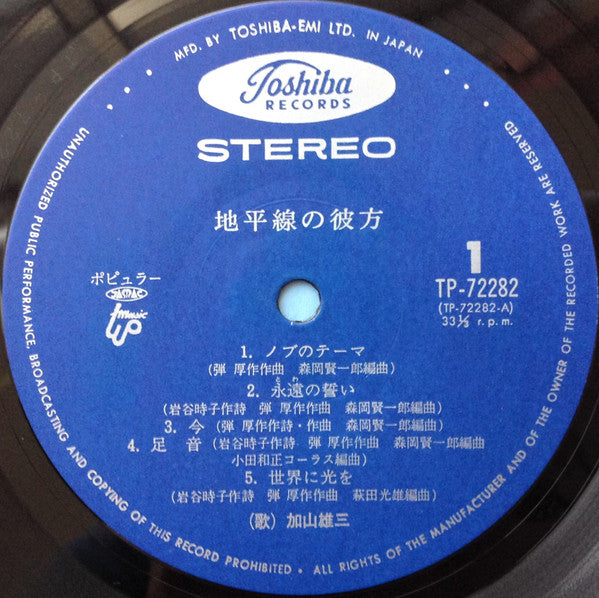 MFD. BY TOSHIBA-EMI LTD. IN JAPAN
Toshiba
RECORDS
STEREO
地平線の彼方
1
TP-72282
(TP-72282-A)
33⅓ r.p.m.
ポピュラー
JASRAC
music
1. ノブのテーマ
(弾 厚作作曲 森岡賢一郎編曲)
とわ
2. 永遠の誓い
(岩谷時子作詩 弾 厚作作曲 森岡賢一郎編曲)
3. 今 (弾 厚作作詩・作曲 森岡賢一郎編曲)
4. 足 音 (岩谷時子作詩 弾 厚作作曲 森岡賢一郎編曲
小田和正コーラス編曲)
5. 世界に光を
(岩谷時子作詩 弾 厚作作曲 萩田光雄編曲)
(歌) 加山雄三
UNAUTHORIZED PUBLIC PERFORMANCE, BROADCASTING AND COPYING OF THIS RECORD PROHIBITED • ALL RIGHTS OF THE MANUFACTURER AND OF THE OWNER OF THE RECORDED WORK ARE RESERVED